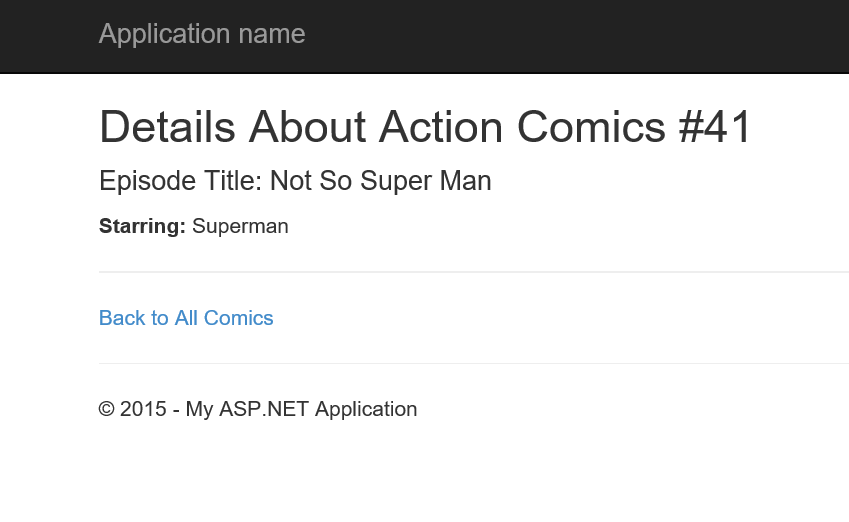 Application name
Details About Action Comics #41
Episode Title: Not So Super Man
Starring: Superman
Back to All Comics
© 2015 - My ASP.NET Application